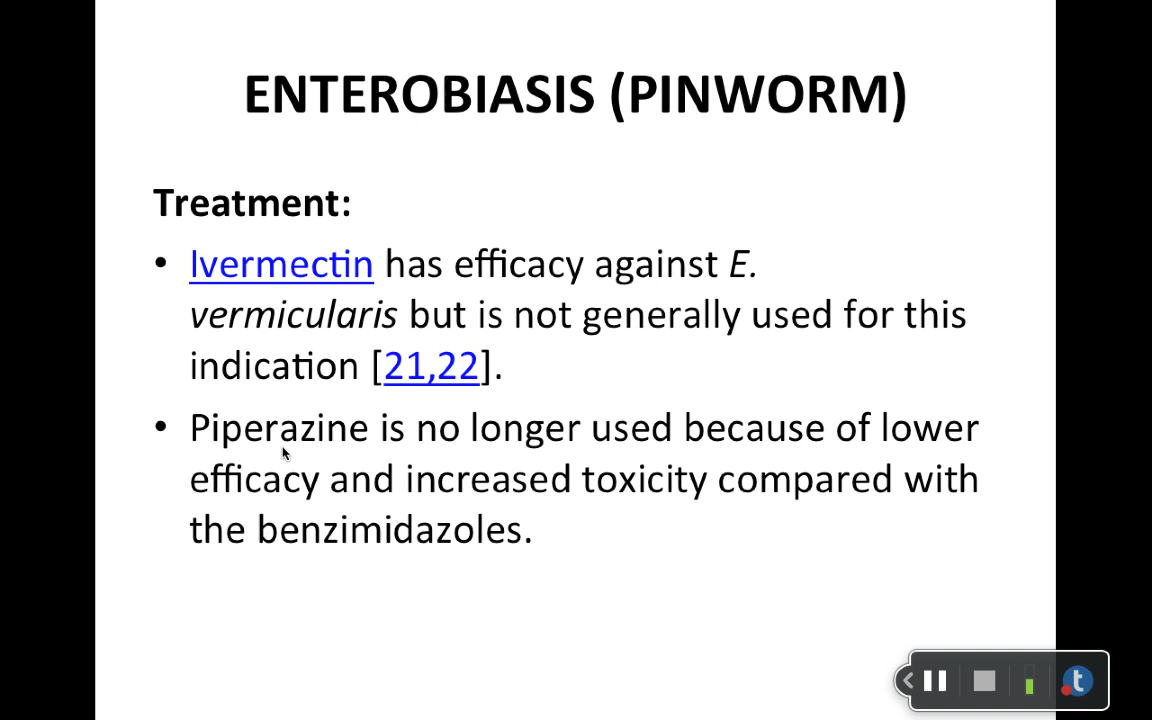 ENTEROBIASIS (PINWORM)
Treatment:
• Ivermectin has efficacy against E.
vermicularis but is not generally used for this
indication [21,22].
• Piperazine is no longer used because of lower
efficacy and increased toxicity compared with
the benzimidazoles.
t